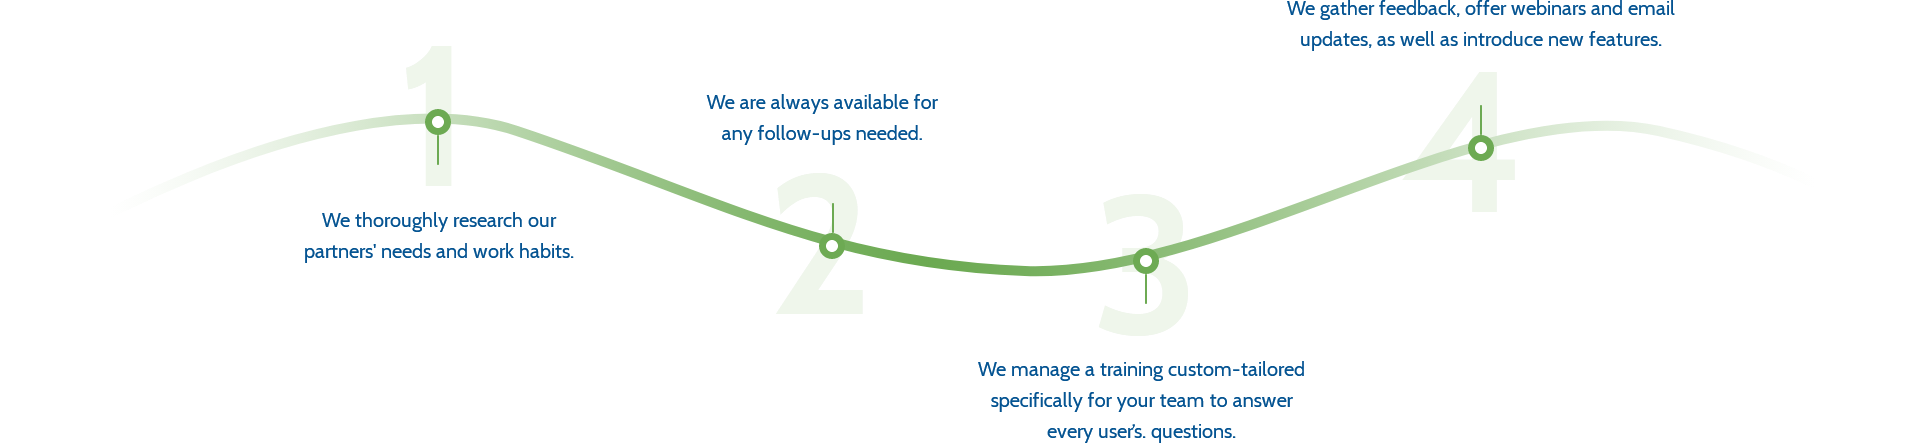 1
We thoroughly research our
partners' needs and work habits.
We are always available for
any follow-ups needed.
2
3
We manage a training custom-tailored
specifically for your team to answer
every user's. questions.
We gather feedback, offer webinars and email
updates, as well as introduce new features.
4